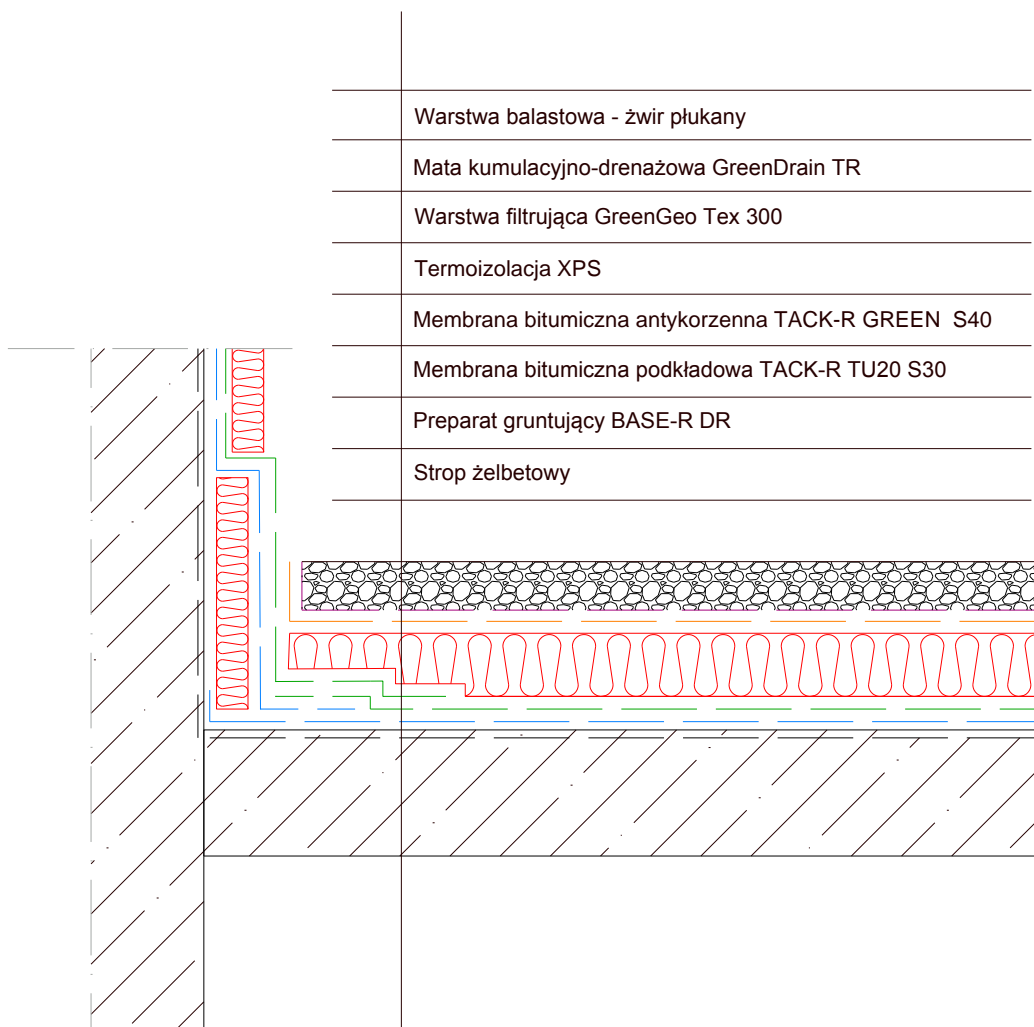 Warstwa balastowa - żwir płukany
Mata kumulacyjno-drenażowa GreenDrain TR
Warstwa filtrująca GreenGeo Tex 300
Termoizolacja XPS
Membrana bitumiczna antykorzenna TACK-R GREEN S40
Membrana bitumiczna podkładowa TACK-R TU20 S30
Preparat gruntujący BASE-R DR
Strop żelbetowy